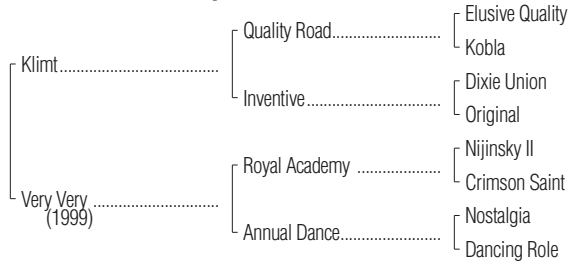 Elusive Quality
Quality Road
Kobla
Klimt
Dixie Union
Inventive
Original
Nijinsky II
Royal Academy
Crimson Saint
Very Very
(1999)
Nostalgia
Annual Dance
Dancing Role